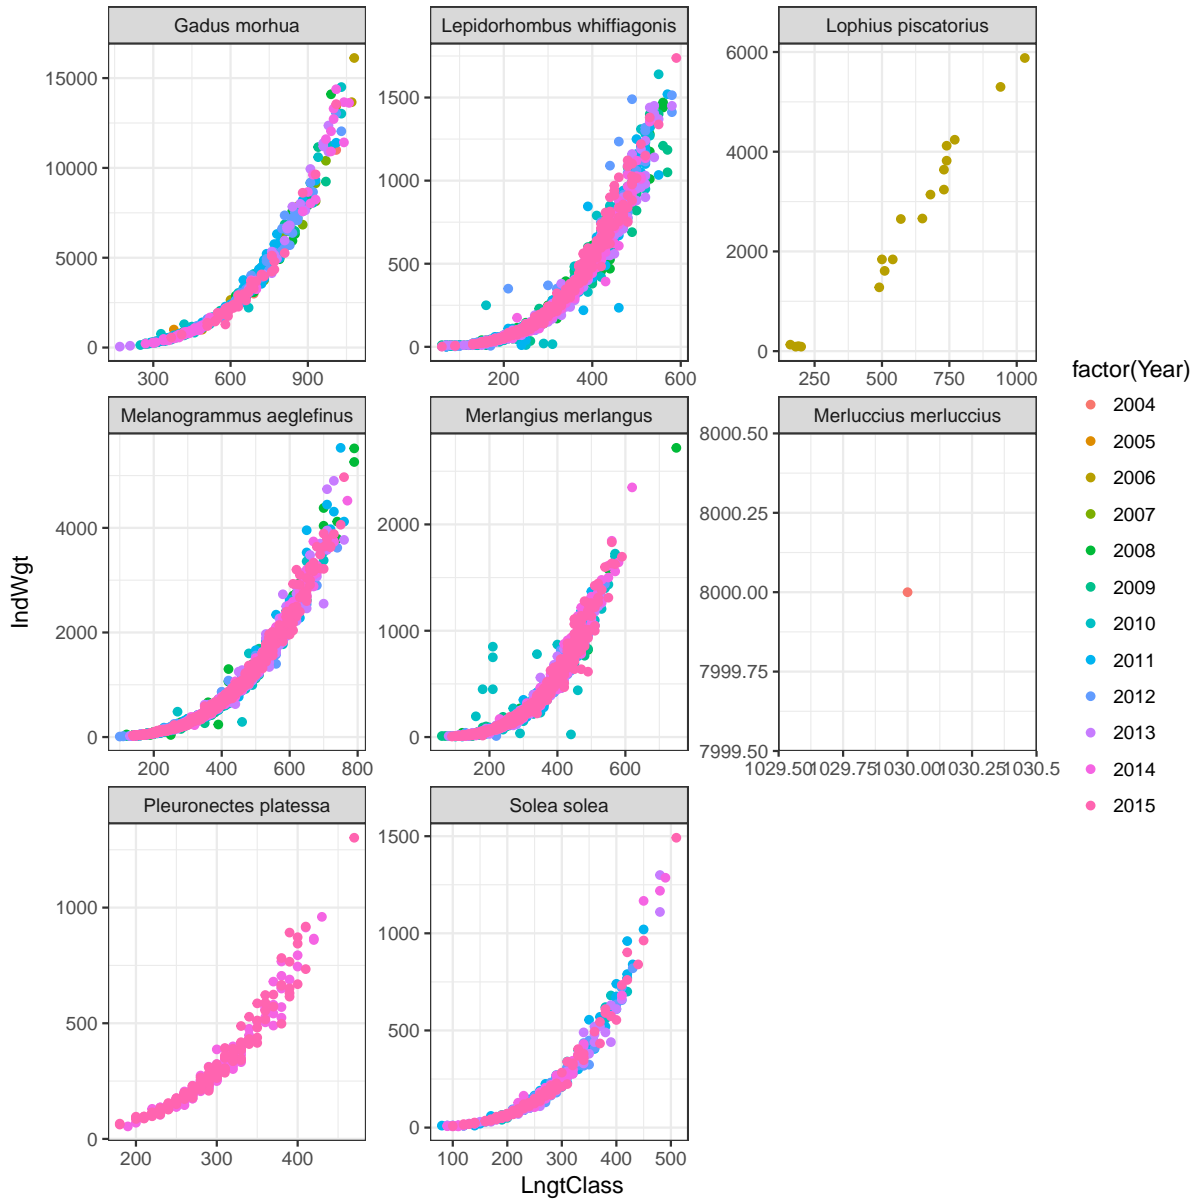 Gadus morhua
Lepidorhombus whiffiagonis
Lophius piscatorius
15000
10000
5000
0
300 600 900
1500
1000
500
0
200 400 600
6000
4000
2000
0
250 500 750 1000
Melanogrammus aeglefinus
Merlangius merlangus
Merluccius merluccius
4000
2000
0
200 400 600 800
2000
1000
0
200 400 600
8000.50
8000.25
8000.00
7999.75
7999.50
1029.50 1029.75 1030.00 1030.25 1030.5
Pleuronectes platessa
Solea solea
1000
500
0
200 300 400
1500
1000
500
0
100 200 300 400 500
IndWgt
LngtClass
factor(Year)
2004
2005
2006
2007
2008
2009
2010
2011
2012
2013
2014
2015